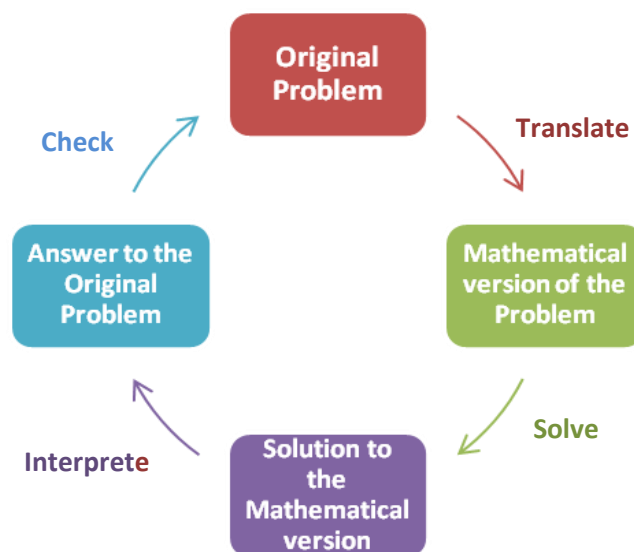 Original
Problem
Translate
Mathematical
version of the
Problem
Solve
Solution to
the
Mathematical
version
Interprete
Answer to the
Original
Problem
Check